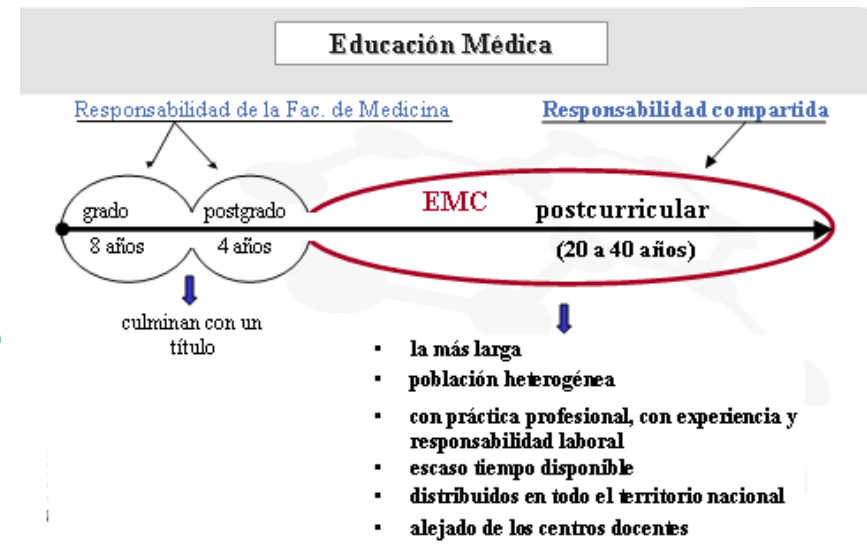 Educación Médica
Responsabilidad de la Fac. de Medicina
Responsabilidad compartida
grado
postgrado
EMC
postcurricular
8 años
4 años
(20 a 40 años)
culminan con un
título
▪ la más larga
▪ población heterogénea
▪ con práctica profesional, con experiencia y
responsabilidad laboral
▪ escaso tiempo disponible
▪ distribuidos en todo el territorio nacional
▪ alejado de los centros docentes